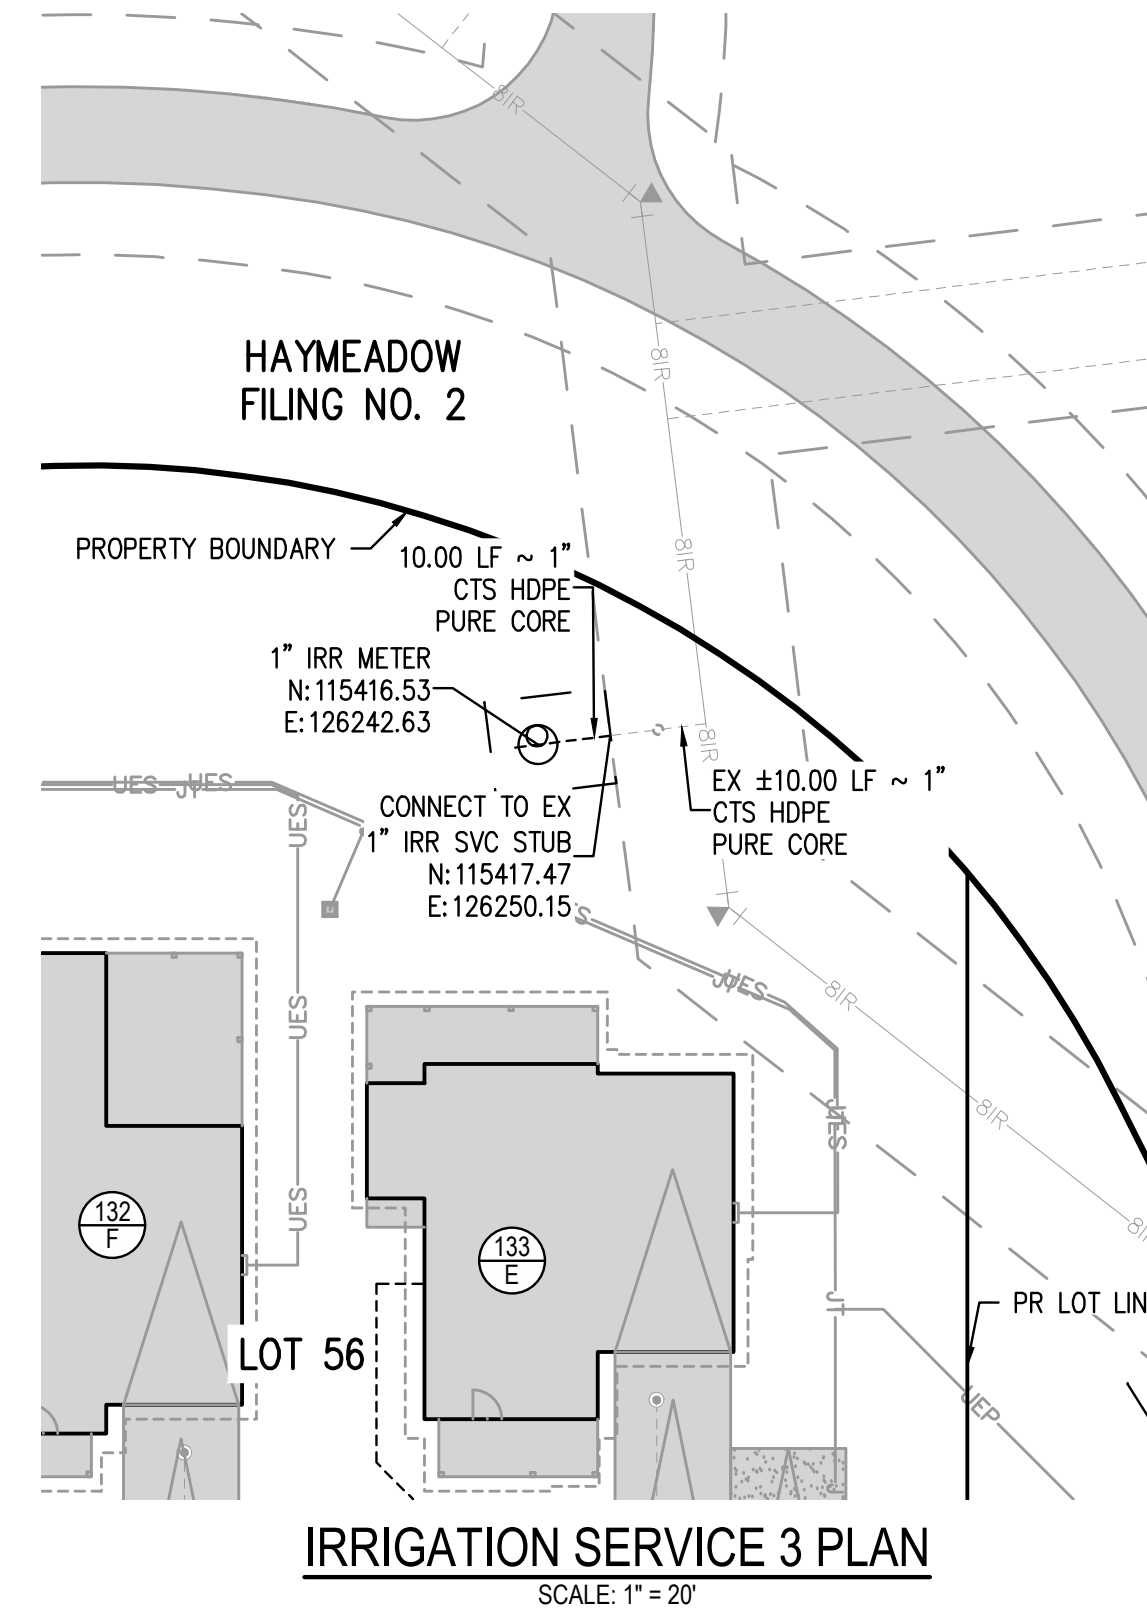 8IR
HAYMEADOW
FILING NO. 2
8IR
PROPERTY BOUNDARY
10.00 LF ~ 1"
CTS HDPE
PURE CORE
8IR
1" IRR METER
N:115416.53
E:126242.63
8IR
EX ±10.00 LF ~ 1"
CTS HDPE
PURE CORE
UES
UES
UES
CONNECT TO EX
1" IRR SVC STUB
N:115417.47
E:126250.15
UES
8IR
UES
8IR
UES
UES
8IR
132
F
133
E
LOT 56
PR LOT LIN
JT
UEP
IRRIGATION SERVICE 3 PLAN
SCALE: 1" = 20'